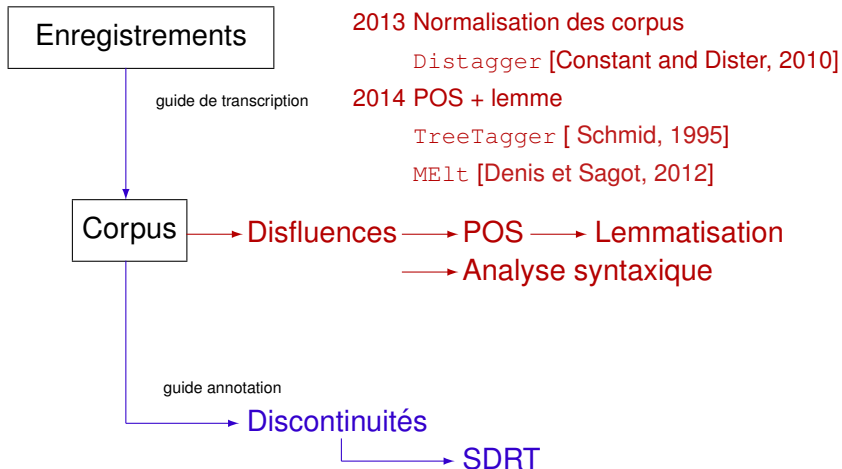 Enregistrements
2013 Normalisation des corpus
Distagger [Constant and Dister, 2010]
guide de transcription
2014 POS + lemme
TreeTagger [ Schmid, 1995]
MElt [Denis et Sagot, 2012]
Corpus Disfluences POS Lemmatisation
Analyse syntaxique
guide annotation
Discontinuités
SDRT